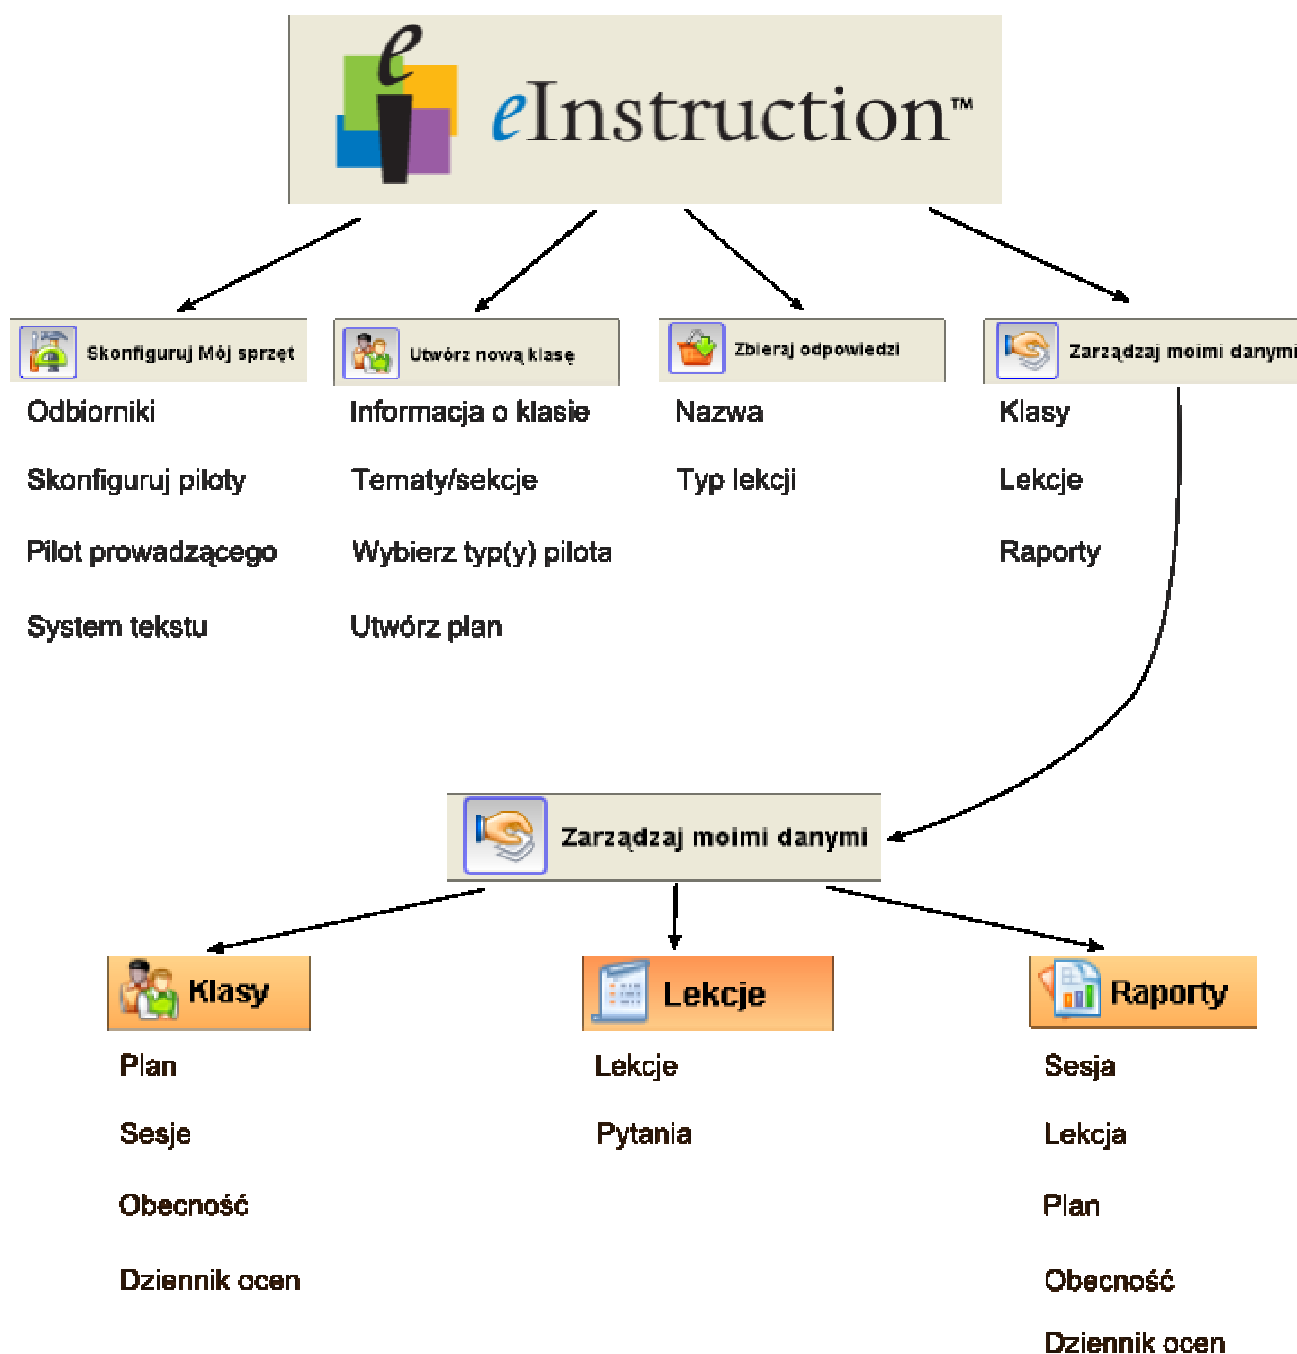 eInstruction™
Skonfiguruj Mój sprzęt
Odbiorniki
Skonfiguruj piloty
Pilot prowadzącego
System tekstu
Utwórz nową klasę
Informacja o klasie
Tematy/sekcje
Wybierz typ(y) pilota
Utwórz plan
Zbieraj odpowiedzi
Nazwa
Typ lekcji
Zarządzaj moimi danymi
Klasy
Lekcje
Raporty
Zarządzaj moimi danymi
Klasy
Plan
Sesje
Obecność
Dziennik ocen
Lekcje
Lekcje
Pytania
Raporty
Sesja
Lekcja
Plan
Obecność
Dziennik ocen